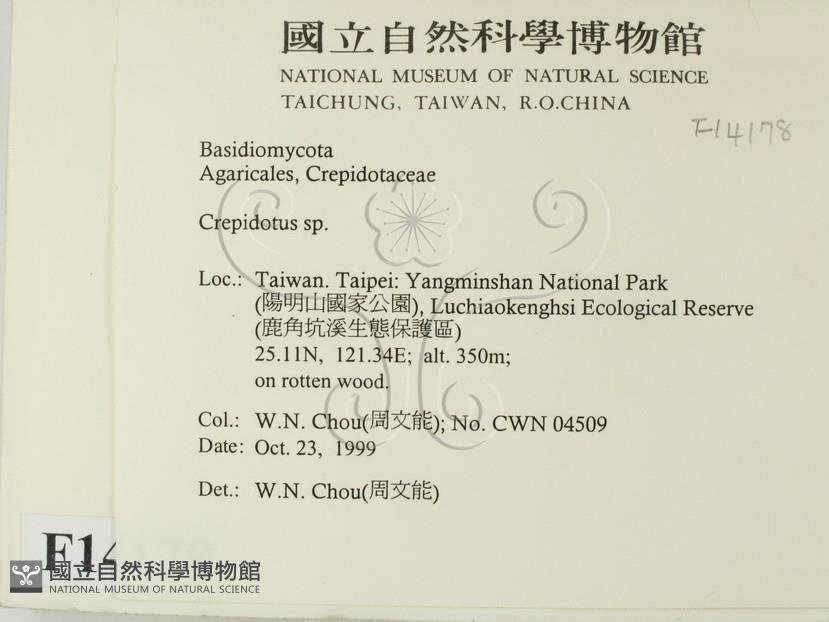 國立自然科學博物館
NATIONAL MUSEUM OF NATURAL SCIENCE
TAICHUNG, TAIWAN, R.O.CHINA
F14178
Basidiomycota
Agaricales, Crepidotaceae
Crepidotus sp.
Loc.: Taiwan. Taipei: Yangminshan National Park
(陽明山國家公園), Luchiaokenghsi Ecological Reserve
(鹿角坑溪生態保護區)
25.11N, 121.34E; alt. 350m;
on rotten wood.
Col.: W.N. Chou(周文能); No. CWN 04509
Date: Oct. 23, 1999
Det.: W.N. Chou(周文能)
F14
國立自然科學博物館
NATIONAL MUSEUM OF NATURAL SCIENCE